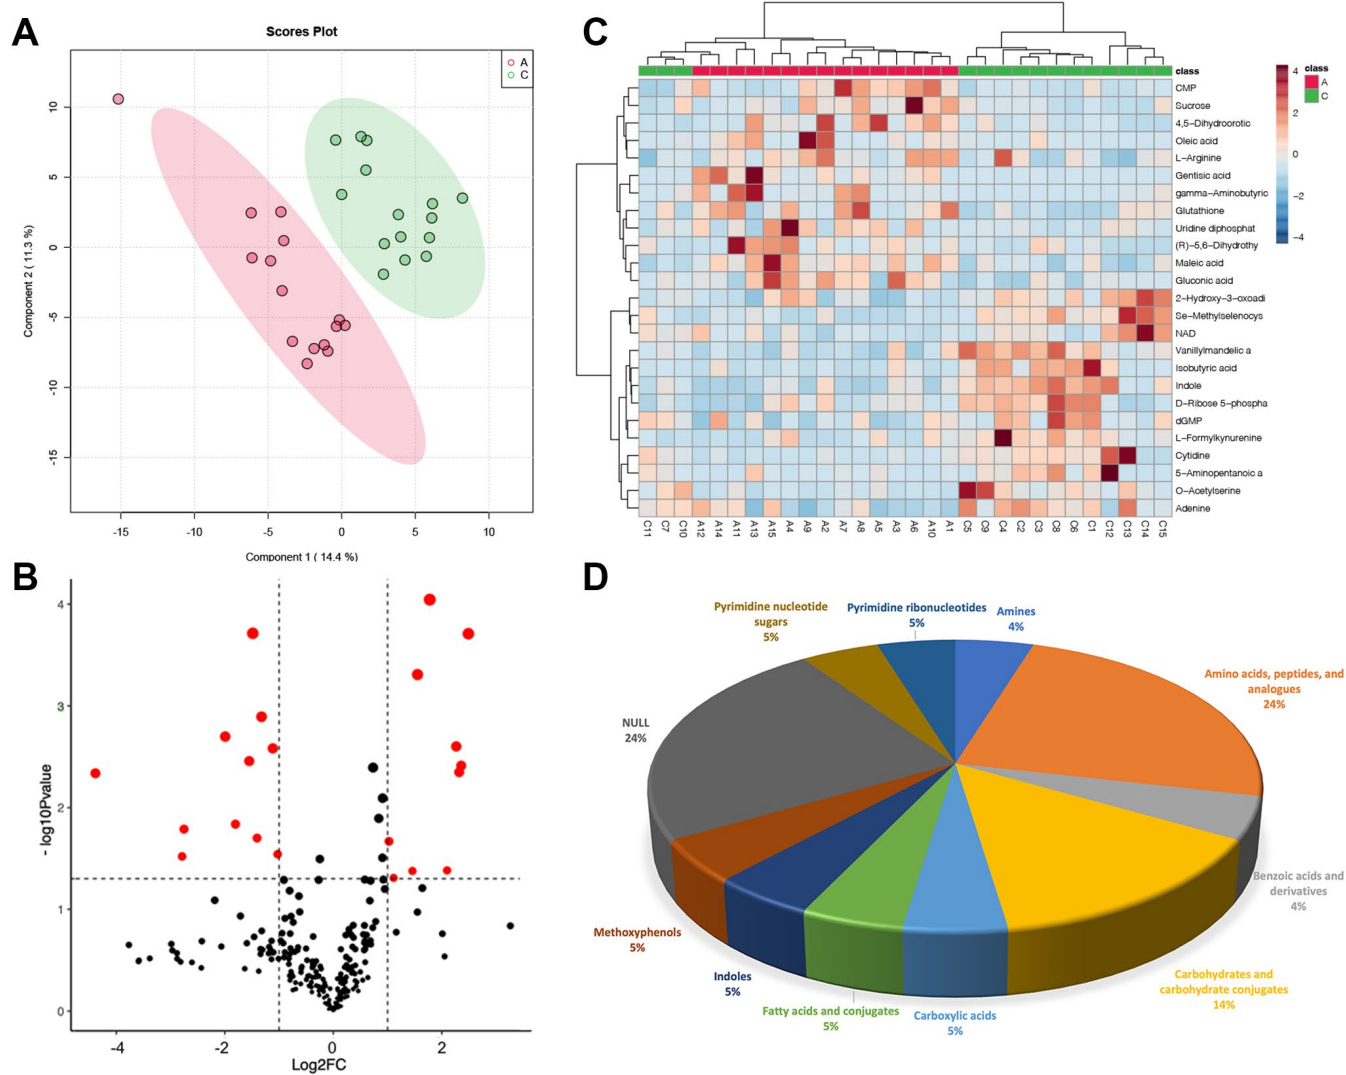 A
Scores Plot
A
C
Component 2 ( 11.3 %)
10
5
0
-5
-10
-15
-15
-10
-5
0
5
10
Component 1 ( 14.4 %)
B
- log10Pvalue
4
3
2
1
0
-4
-2
0
2
4
Log2FC
C
class
CMP
Sucrose
4,5−Dihydroorotic
Oleic acid
L−Arginine
Gentisic acid
gamma−Aminobutyric
Glutathione
Uridine diphosphat
(R)−5,6−Dihydrothy
Maleic acid
Gluconic acid
2−Hydroxy−3−oxoadi
Se−Methylselenocys
NAD
Vanillylmandelic a
Isobutyric acid
Indole
D−Ribose 5−phospha
dGMP
L−Formylkynurenine
Cytidine
5−Aminopentanoic a
O−Acetylserine
Adenine
C11
C7
C10
A12
A14
A11
A13
A15
A4
A9
A2
A7
A8
A5
A3
A6
A10
A1
C5
C9
C4
C2
C3
C8
C6
C1
C12
C13
C14
C15
4
2
0
−2
−4
class
A
C
D
Pyrimidine nucleotide
sugars
5%
Pyrimidine ribonucleotides
5%
Amines
4%
Amino acids, peptides, and
analogues
24%
NULL
24%
Benzoic acids and
derivatives
4%
Methoxyphenols
5%
Indoles
5%
Fatty acids and conjugates
5%
Carboxylic acids
5%
Carbohydrates and
carbohydrate conjugates
14%